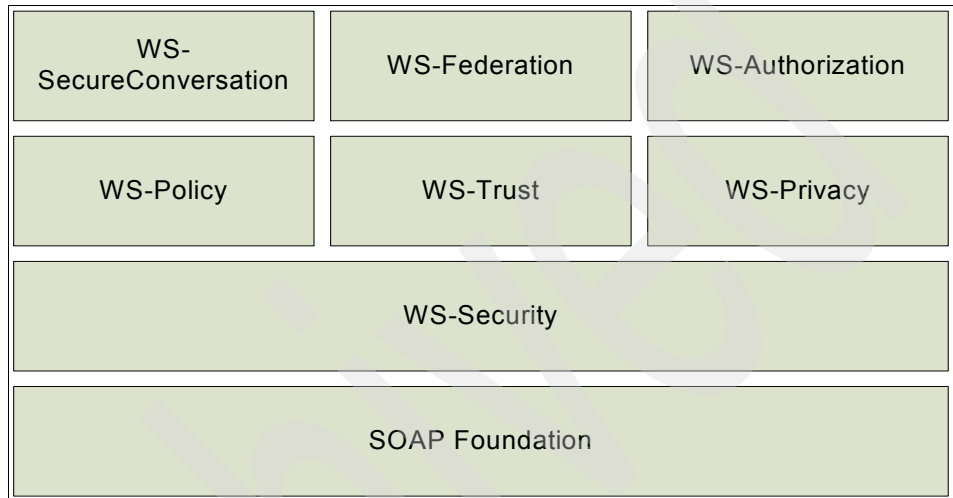 WS-
SecureConversation
WS-Federation
WS-Authorization
WS-Policy
WS-Trust
WS-Privacy
WS-Security
SOAP Foundation